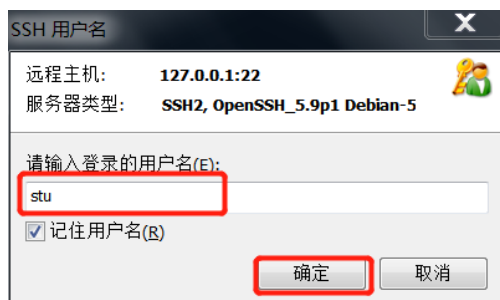 SSH 用户名
X
远程主机: 127.0.0.1:22
服务器类型: SSH2, OpenSSH_5.9p1 Debian-5
请输入登录的用户名(E):
stu
记住用户名(R)
确定 取消